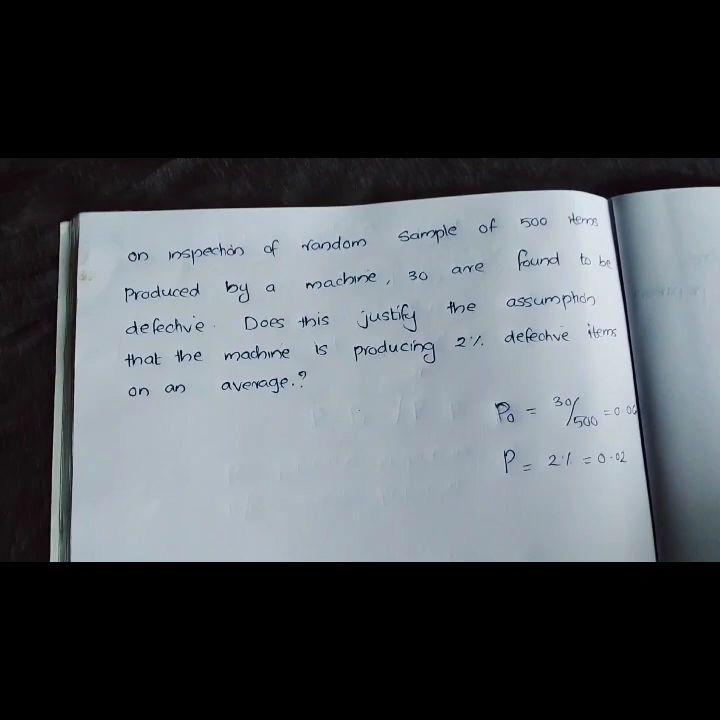 on inspection of random sample of 500 items
produced by a machine, 30 are found to be
defective. Does this justify the assumption
that the machine is producing 2% defective items
on an average.?
P₀ = 30/500 = 0.06
P = 2% = 0.02